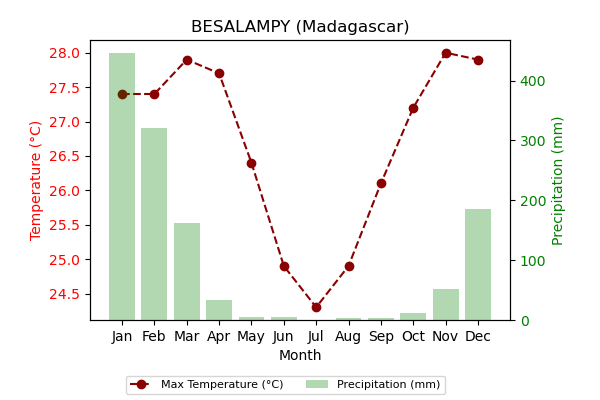 BESALAMPY (Madagascar)
28.0
27.5
27.0
26.5
26.0
25.5
25.0
24.5
Temperature (°C)
400
300
200
100
0
Precipitation (mm)
Jan Feb Mar Apr May Jun Jul Aug Sep Oct Nov Dec
Month
Max Temperature (°C) Precipitation (mm)